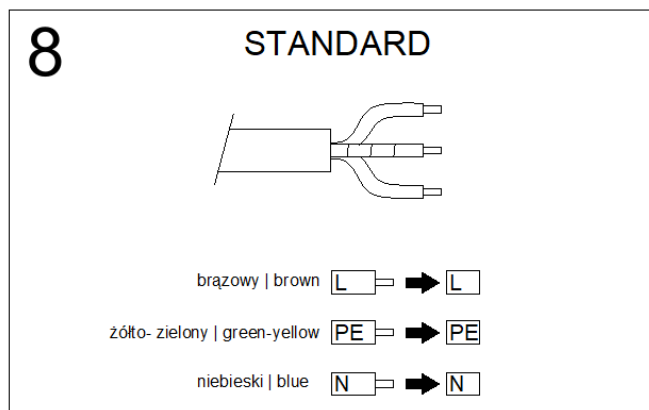 8
STANDARD
brązowy | brown L L
żółto- zielony | green-yellow PE PE
niebieski | blue N N